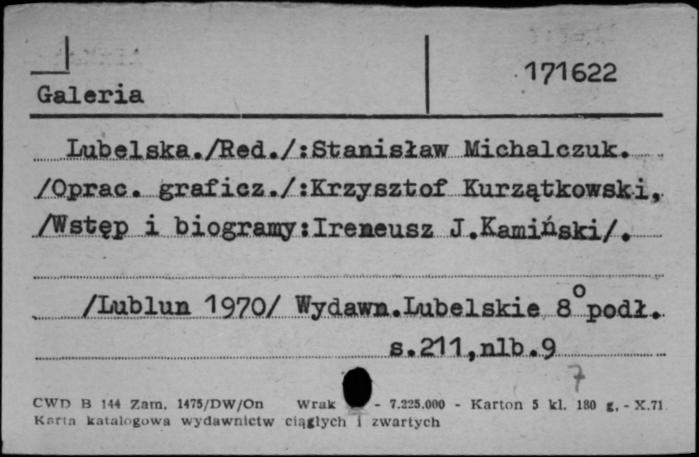 171622
Galeria
Lubelska./Red./:Stanisław Michalczuk.
/Oprac. graficz./:Krzysztof Kurzątkowski,
/Wstęp i biogramy:Ireneusz J.Kamiński/.
/Lublun 1970/ Wydawn.Lubelskie 8° podł.
s.211,nlb.9
7
CWD B 144 Zam. 1475/DW/On Wrak - 7.225.000 - Karton 5 kl. 180 g. - X.71
Karta katalogowa wydawnictw ciągłych i zwartych